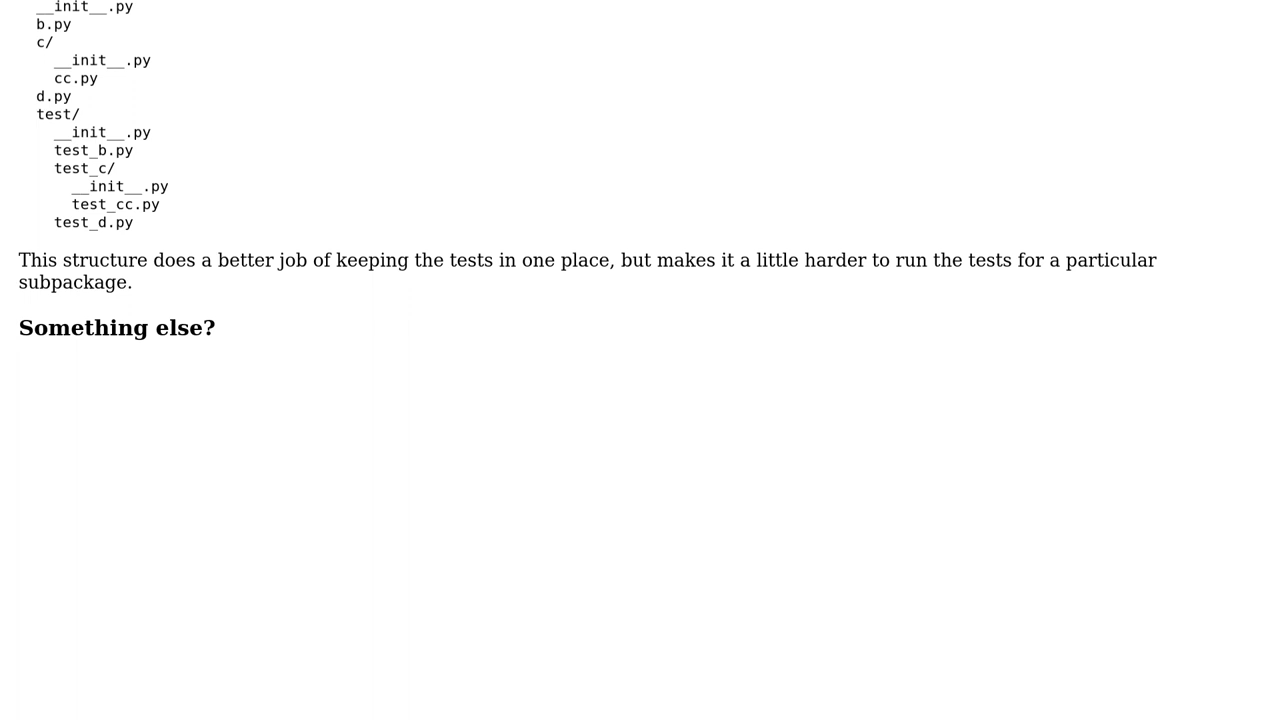 __init__.py
b.py
c/
__init__.py
cc.py
d.py
test/
__init__.py
test_b.py
test_c/
__init__.py
test_cc.py
test_d.py
This structure does a better job of keeping the tests in one place, but makes it a little harder to run the tests for a particular
subpackage.
Something else?